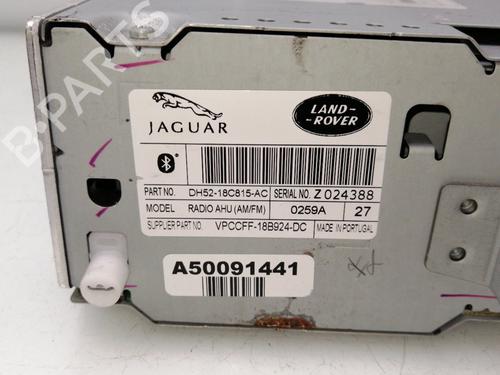 JAGUAR
LAND-
-ROVER
PART NO. DH52-18C815-AC SERIAL NO. Z 024388
MODEL RADIO AHU (AM/FM) 0259A 27
SUPPLIER PART NO. VPCCFF-18B924-DC MADE IN PORTUGAL
A50091441
B-PARTS